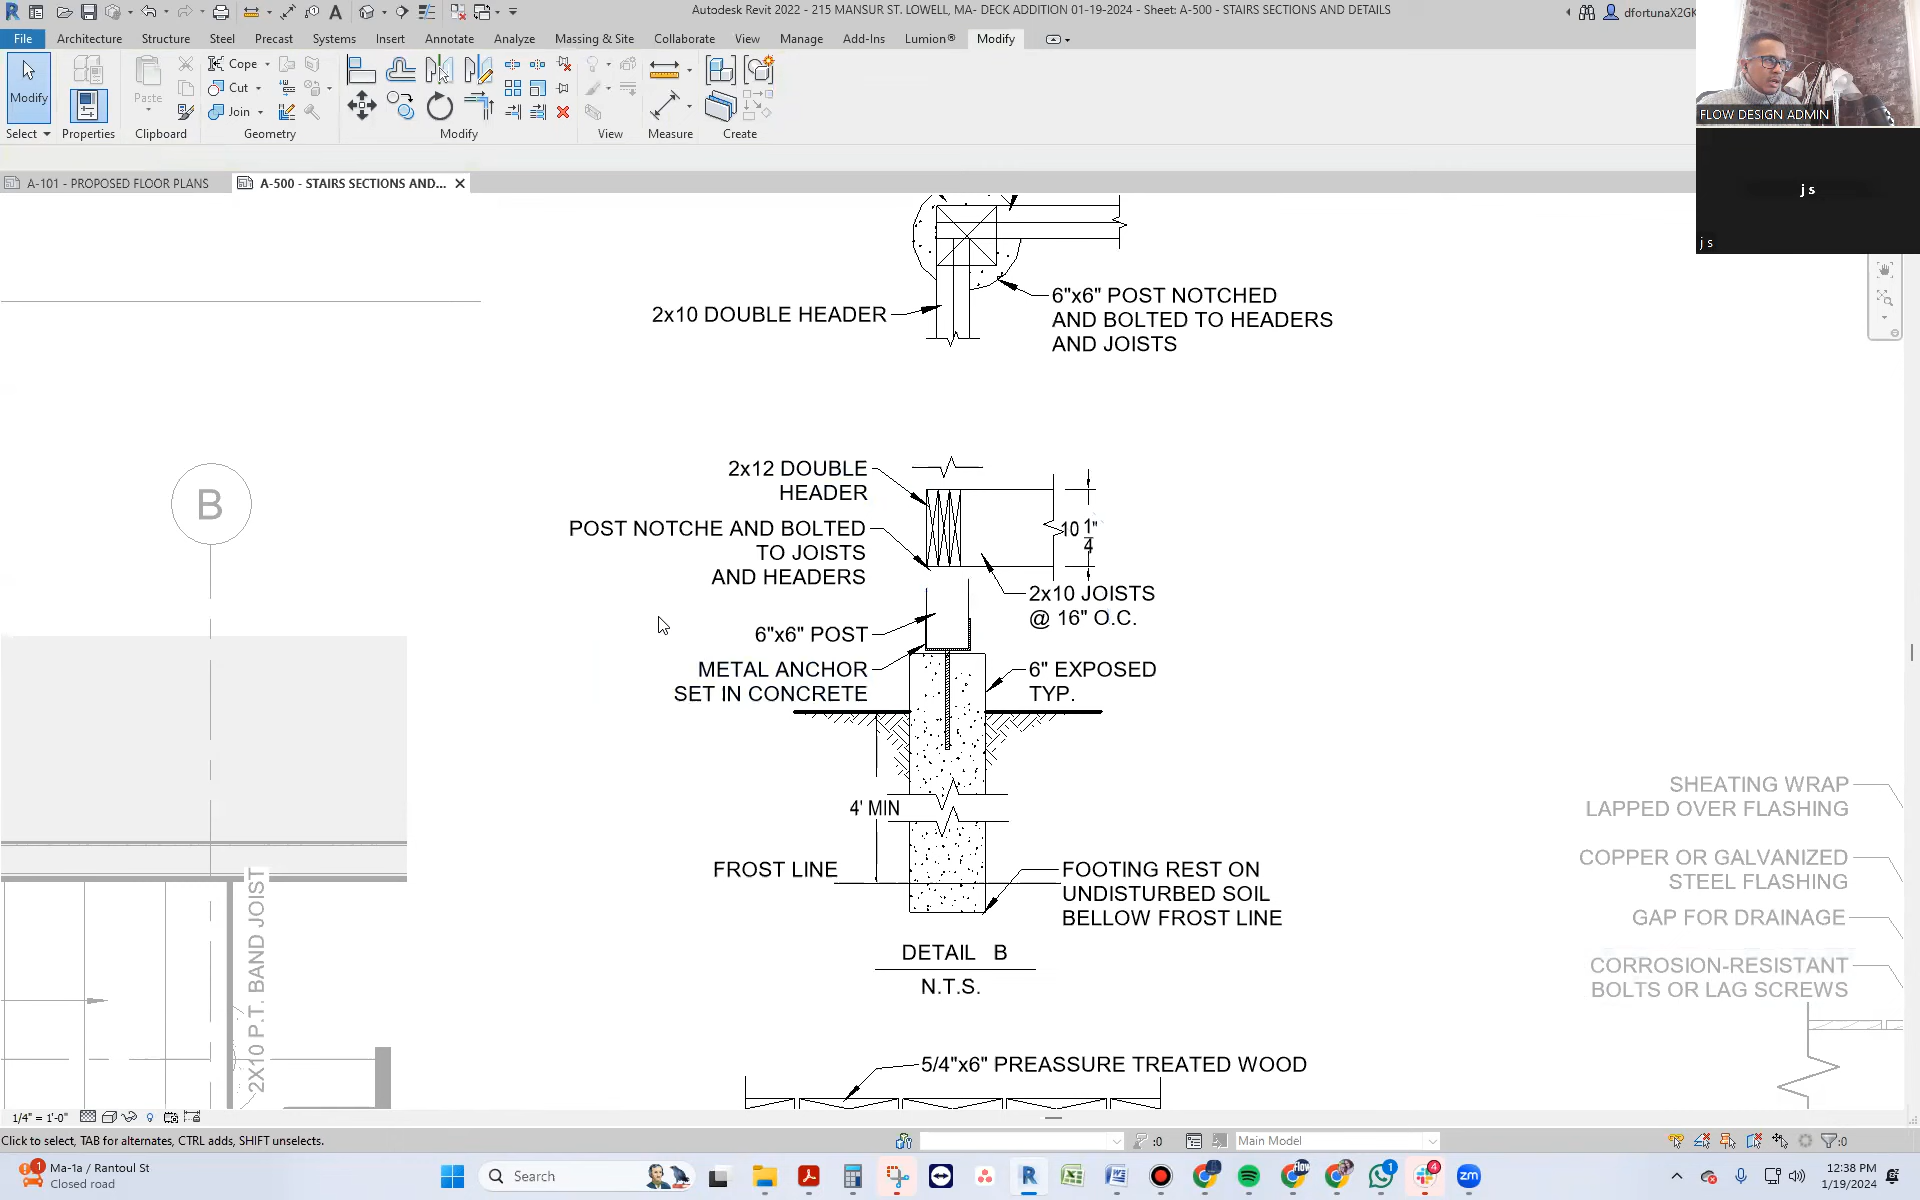 Autodesk Revit 2022 - 215 MANSUR ST. LOWELL, MA- DECK ADDITION 01-19-2024 - Sheet: A-500 - STAIRS SECTIONS AND DETAILS
dfortunaX2GK
File
Architecture
Structure
Steel
Precast
Systems
Insert
Annotate
Analyze
Massing & Site
Collaborate
View
Manage
Add-Ins
Lumion®
Modify
Modify
Paste
Cope
Cut
Join
Select
Properties
Clipboard
Geometry
Modify
View
Measure
Create
FLOW DESIGN ADMIN
j s
j s
A-101 - PROPOSED FLOOR PLANS
A-500 - STAIRS SECTIONS AND...
2x10 DOUBLE HEADER
6"x6" POST NOTCHED
AND BOLTED TO HEADERS
AND JOISTS
B
2x12 DOUBLE
HEADER
POST NOTCHE AND BOLTED
TO JOISTS
AND HEADERS
10 1/4"
2x10 JOISTS
@ 16" O.C.
6"x6" POST
METAL ANCHOR
SET IN CONCRETE
6" EXPOSED
TYP.
4' MIN
FROST LINE
FOOTING REST ON
UNDISTURBED SOIL
BELLOW FROST LINE
DETAIL B
N.T.S.
5/4"x6" PREASSURE TREATED WOOD
2X10 P.T. BAND JOIST
SHEATING WRAP
LAPPED OVER FLASHING
COPPER OR GALVANIZED
STEEL FLASHING
GAP FOR DRAINAGE
CORROSION-RESISTANT
BOLTS OR LAG SCREWS
1/4" = 1'-0"
Click to select, TAB for alternates, CTRL adds, SHIFT unselects.
:0
Main Model
:0
1
Ma-1a / Rantoul St
Closed road
Search
Flow
1
4
zm
12:38 PM
1/19/2024